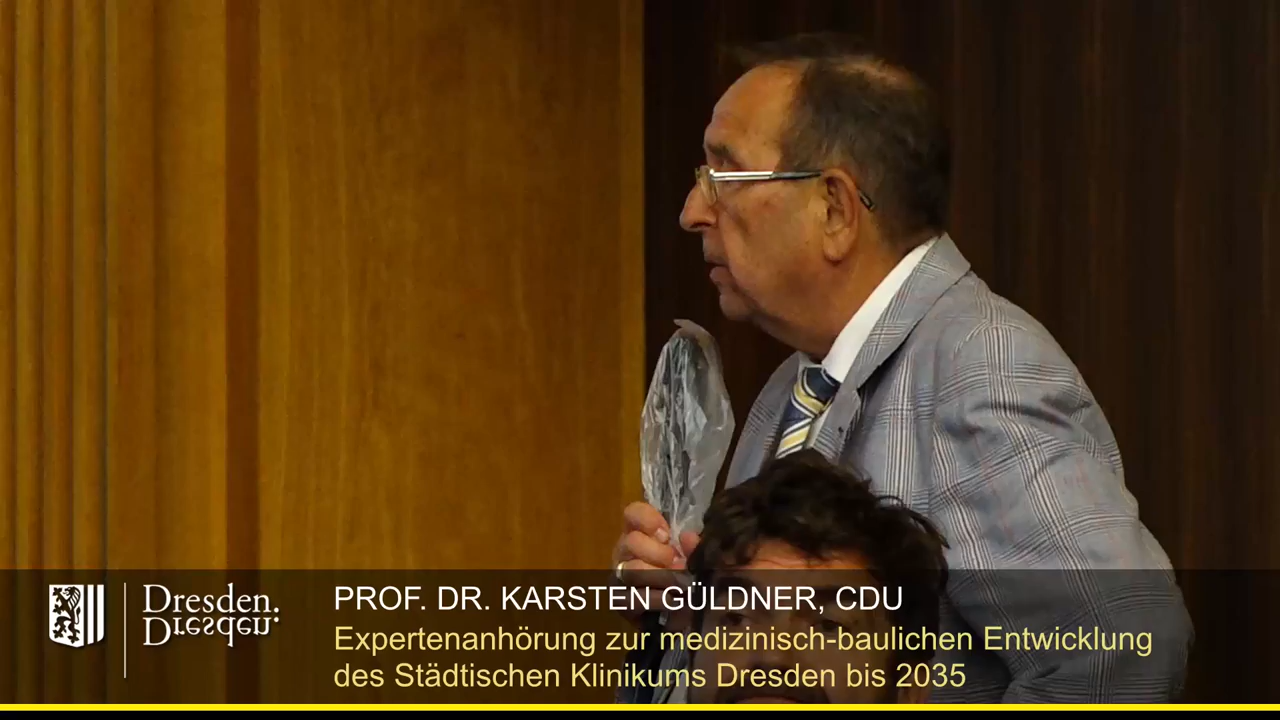 Dresden.
Dresden.
PROF. DR. KARSTEN GÜLDNER, CDU
Expertenanhörung zur medizinisch-baulichen Entwicklung
des Städtischen Klinikums Dresden bis 2035